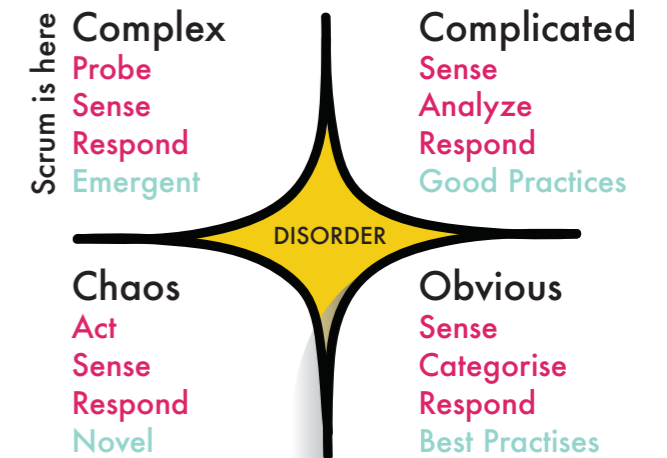 Scrum is here
Complex
Probe
Sense
Respond
Emergent
Complicated
Sense
Analyze
Respond
Good Practices
DISORDER
Chaos
Act
Sense
Respond
Novel
Obvious
Sense
Categorise
Respond
Best Practises